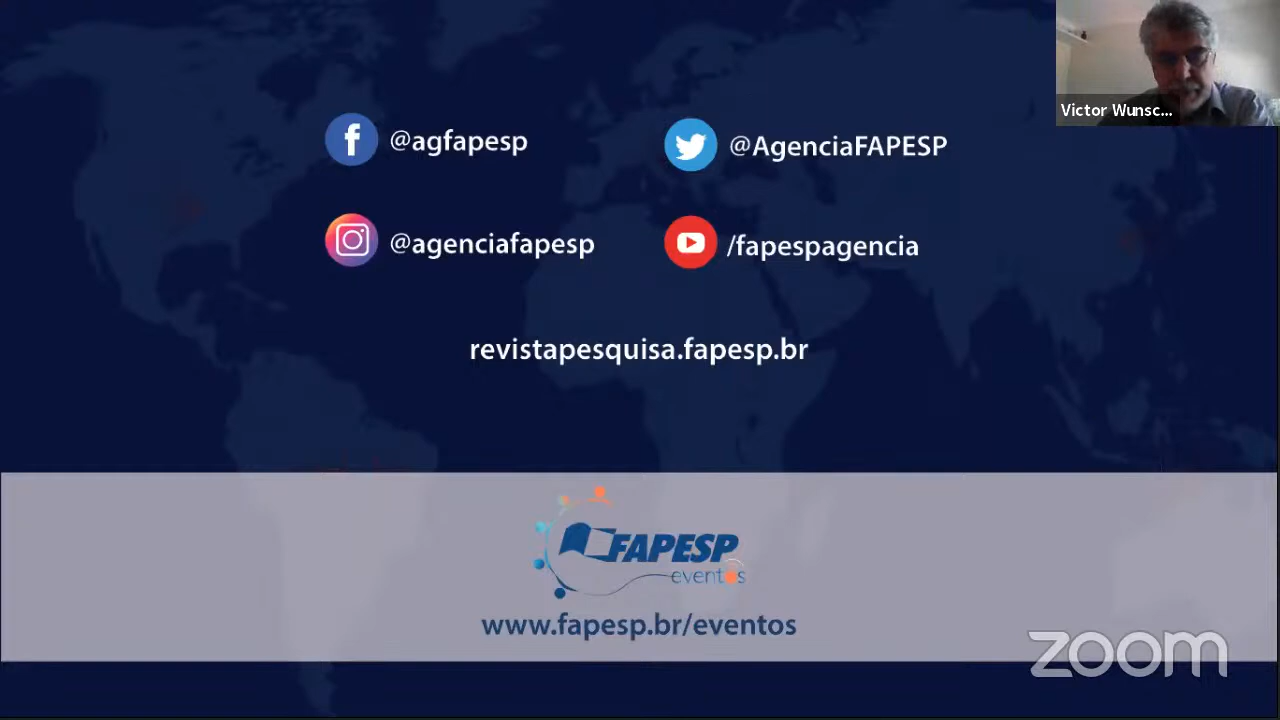 Victor Wunsc...
@agfapesp
@AgenciaFAPESP
@agenciafapesp
/fapespagencia
revistapesquisa.fapesp.br
FAPESP
eventos
www.fapesp.br/eventos
zoom